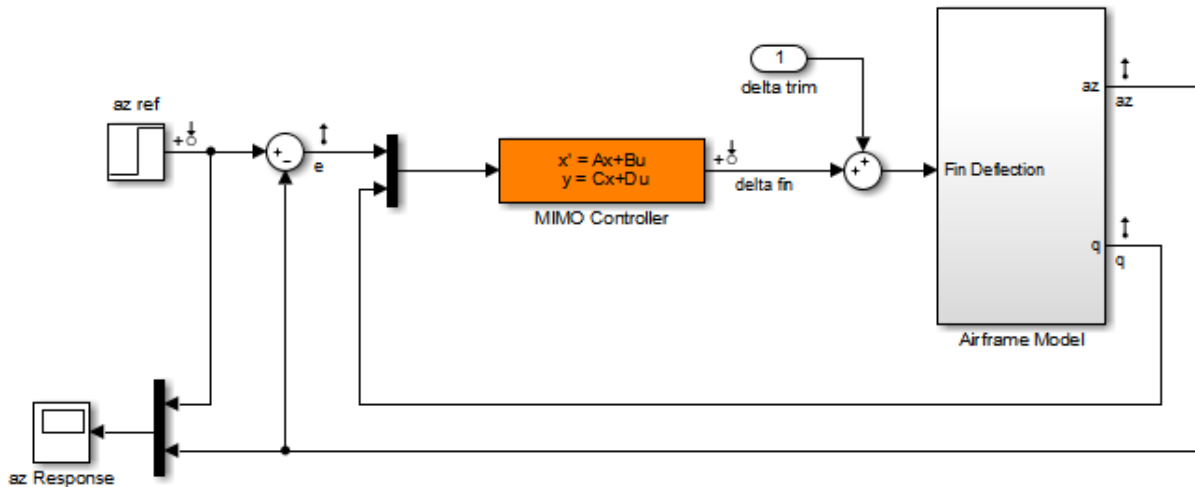 1
delta trim
az ref
+
+
-
e
x' = Ax+Bu
y = Cx+Du
MIMO Controller
+
delta fin
+
+
Fin Deflection
az
az
q
q
Airframe Model
az Response